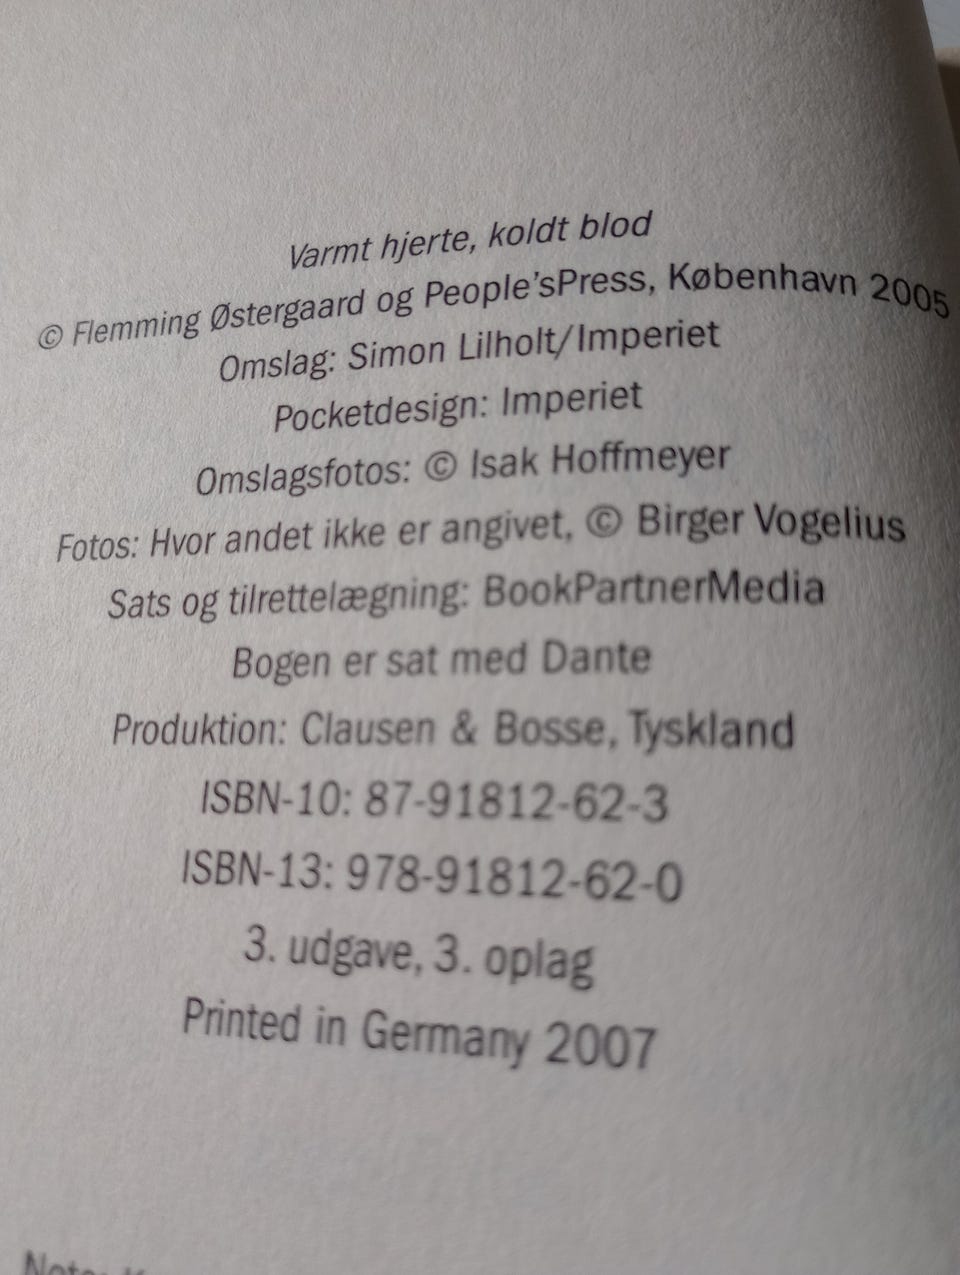 Varmt hjerte, koldt blod
© Flemming Østergaard og People'sPress, København 2005
Omslag: Simon Lilholt/Imperiet
Pocketdesign: Imperiet
Omslagsfotos: © Isak Hoffmeyer
Fotos: Hvor andet ikke er angivet, © Birger Vogelius
Sats og tilrettelægning: BookPartnerMedia
Bogen er sat med Dante
Produktion: Clausen & Bosse, Tyskland
ISBN-10: 87-91812-62-3
ISBN-13: 978-91812-62-0
3. udgave, 3. oplag
Printed in Germany 2007